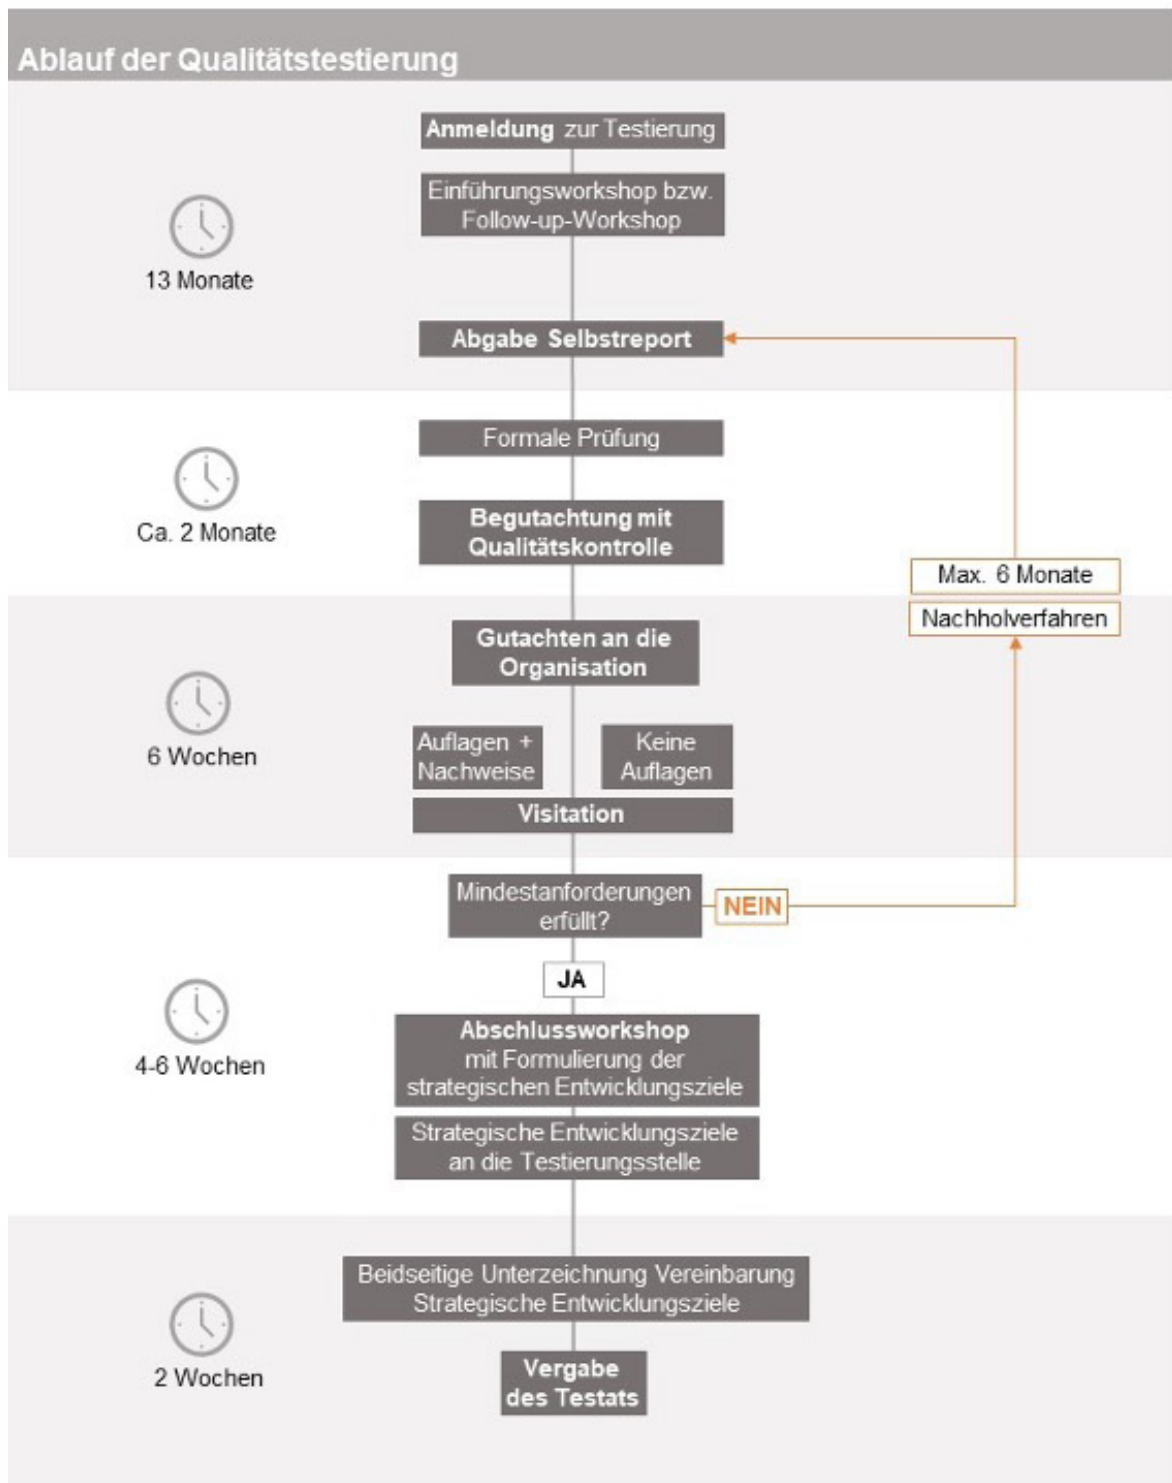 Ablauf der Qualitätstestierung
Anmeldung zur Testierung
Einführungsworkshop bzw.
Follow-up-Workshop
13 Monate
Abgabe Selbstreport
Formale Prüfung
Ca. 2 Monate
Begutachtung mit
Qualitätskontrolle
Max. 6 Monate
Nachholverfahren
Gutachten an die
Organisation
6 Wochen
Auflagen +
Nachweise
Keine
Auflagen
Visitation
Mindestanforderungen
erfüllt?
NEIN
JA
4-6 Wochen
Abschlussworkshop
mit Formulierung der
strategischen Entwicklungsziele
Strategische Entwicklungsziele
an die Testierungsstelle
Beidseitige Unterzeichnung Vereinbarung
Strategische Entwicklungsziele
2 Wochen
Vergabe
des Testats